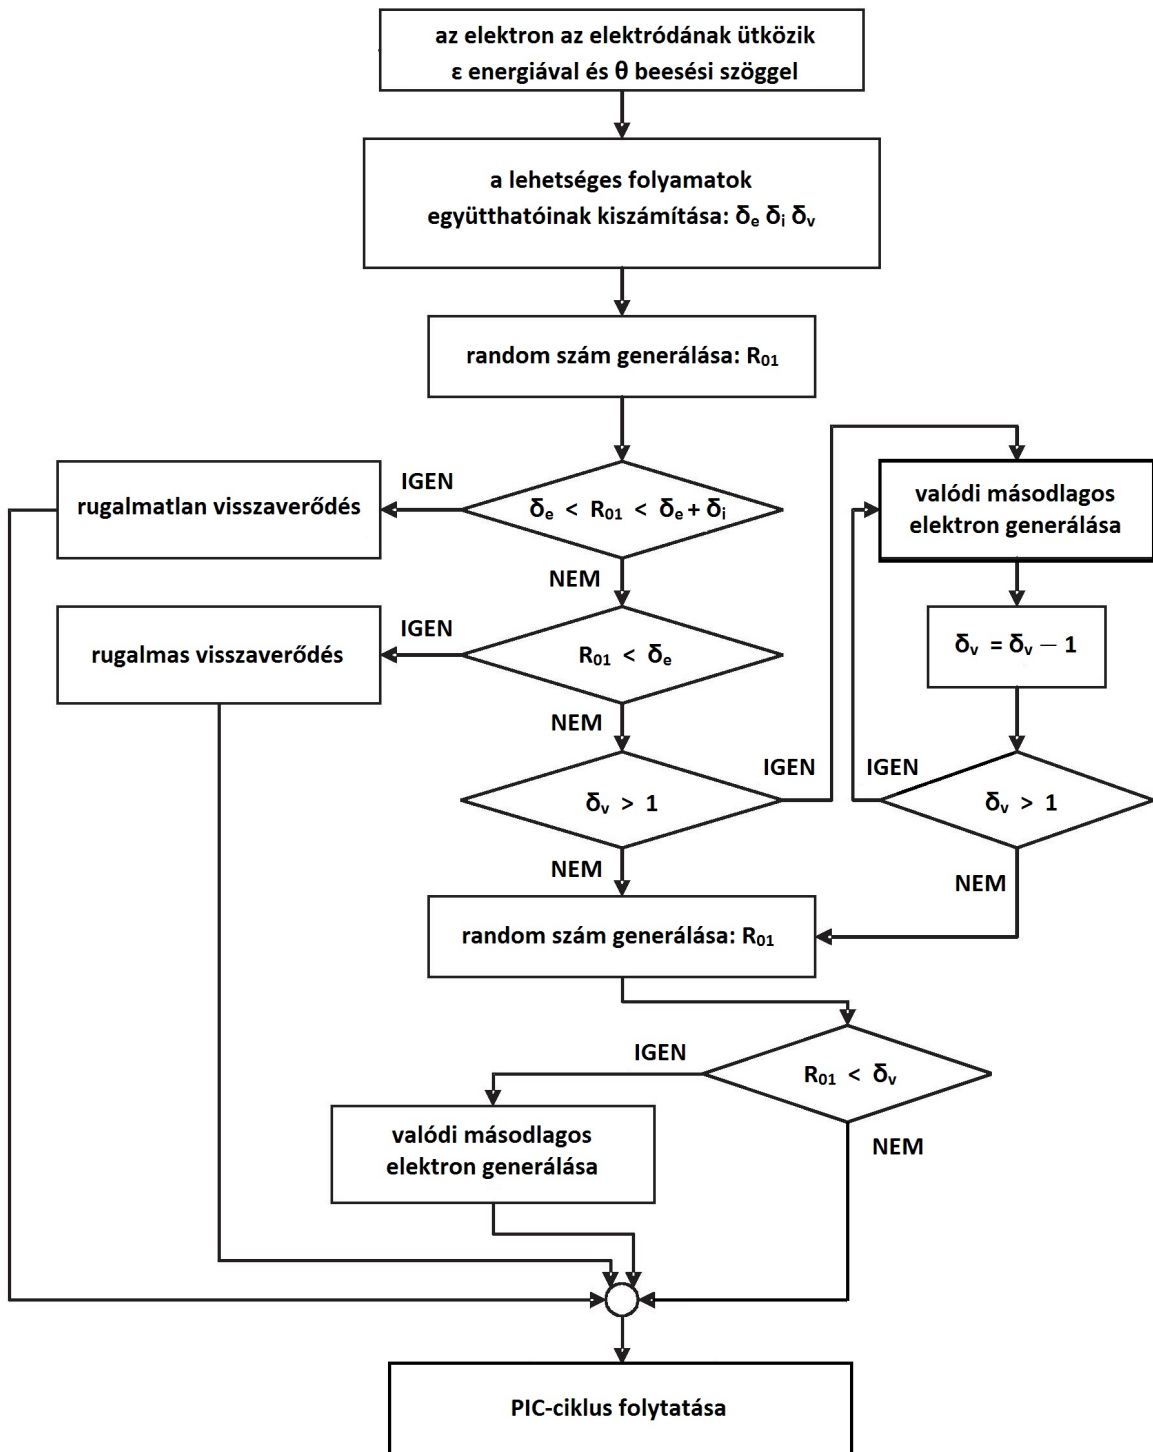 az elektron az elektródának ütközik
ε energiával és θ beesési szöggel
a lehetséges folyamatok
együtthatóinak kiszámítása: δₑ δᵢ δᵥ
random szám generálása: R₀₁
IGEN
δₑ < R₀₁ < δₑ + δᵢ
rugalmatlan visszaverődés
valódi másodlagos
elektron generálása
NEM
IGEN
R₀₁ < δₑ
rugalmas visszaverődés
δᵥ = δᵥ − 1
NEM
IGEN
δᵥ > 1
IGEN
δᵥ > 1
NEM
NEM
random szám generálása: R₀₁
IGEN
R₀₁ < δᵥ
valódi másodlagos
elektron generálása
NEM
PIC-ciklus folytatása